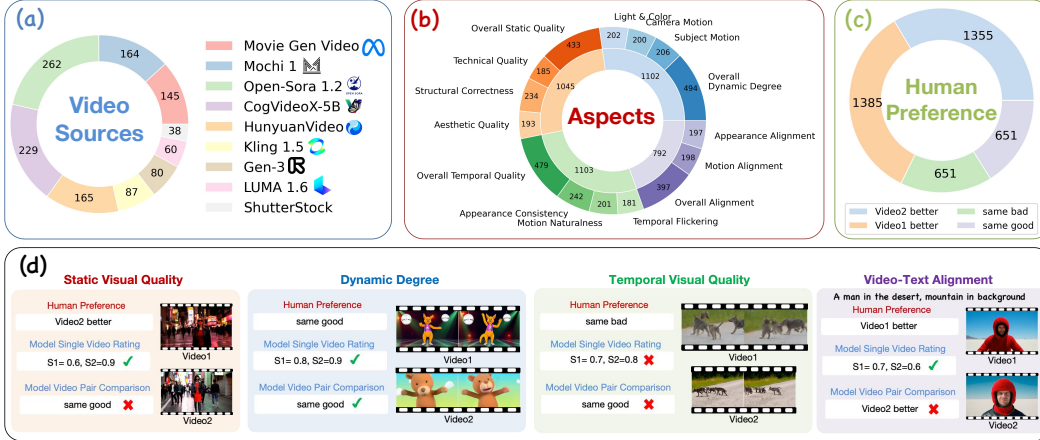 (a)
164
262
145
38
60
80
87
165
229
Video
Sources
Movie Gen Video
Mochi 1
Open-Sora 1.2
CogVideoX-5B
HunyuanVideo
Kling 1.5
Gen-3
LUMA 1.6
ShutterStock
(b)
Light & Color
Camera Motion
Subject Motion
Overall
Dynamic Degree
Appearance Alignment
Motion Alignment
Overall Alignment
Temporal Flickering
Motion Naturalness
Appearance Consistency
Overall Temporal Quality
Aesthetic Quality
Structural Correctness
Technical Quality
Overall Static Quality
202
200
206
494
197
198
397
181
201
242
479
193
234
185
433
1102
792
1103
1045
Aspects
(c)
1355
1385
651
651
Human
Preference
Video2 better
Video1 better
same bad
same good
(d)
Static Visual Quality
Human Preference
Video2 better
Model Single Video Rating
S1= 0.6, S2=0.9
Model Video Pair Comparison
same good
Video1
Video2
Dynamic Degree
Human Preference
same good
Model Single Video Rating
S1= 0.8, S2=0.9
Model Video Pair Comparison
same good
Video1
Video2
Temporal Visual Quality
Human Preference
same bad
Model Single Video Rating
S1= 0.7, S2=0.8
Model Video Pair Comparison
same good
Video1
Video2
Video-Text Alignment
A man in the desert, mountain in background
Human Preference
Video1 better
Model Single Video Rating
S1= 0.7, S2=0.6
Model Video Pair Comparison
Video2 better
Video1
Video2